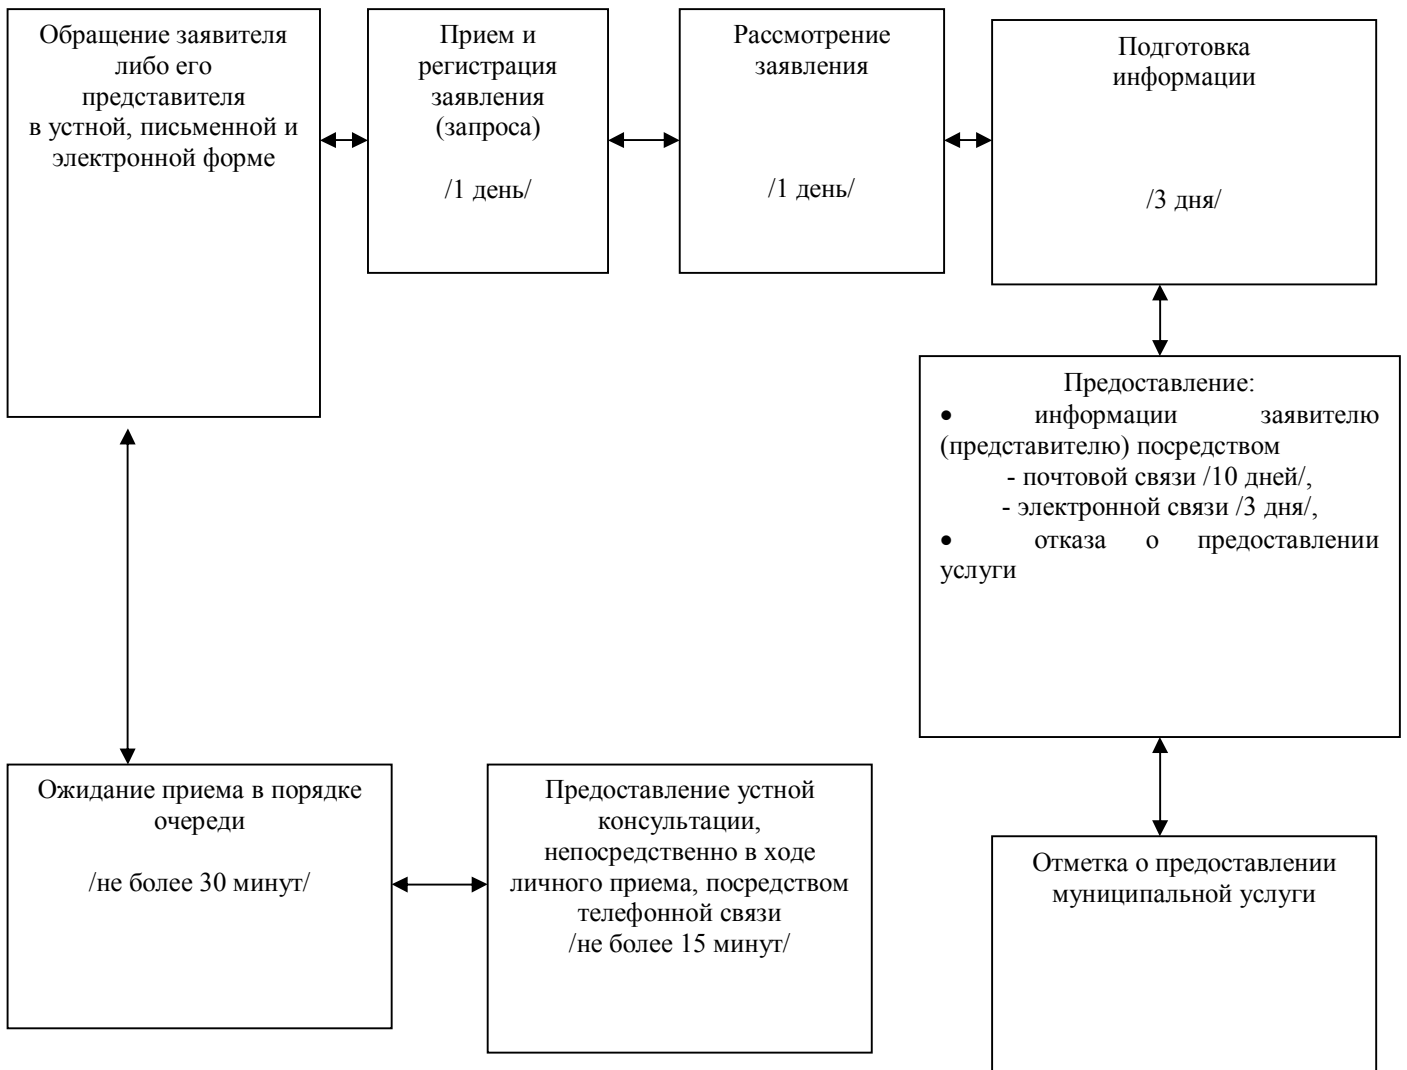 Обращение заявителя
либо его
представителя
в устной, письменной и
электронной форме
Прием и
регистрация
заявления
(запроса)
/1 день/
Рассмотрение
заявления
/1 день/
Подготовка
информации
/3 дня/
Предоставление:
• информации заявителю
(представителю) посредством
- почтовой связи /10 дней/,
- электронной связи /3 дня/,
• отказа о предоставлении
услуги
Ожидание приема в порядке
очереди
/не более 30 минут/
Предоставление устной
консультации,
непосредственно в ходе
личного приема, посредством
телефонной связи
/не более 15 минут/
Отметка о предоставлении
муниципальной услуги